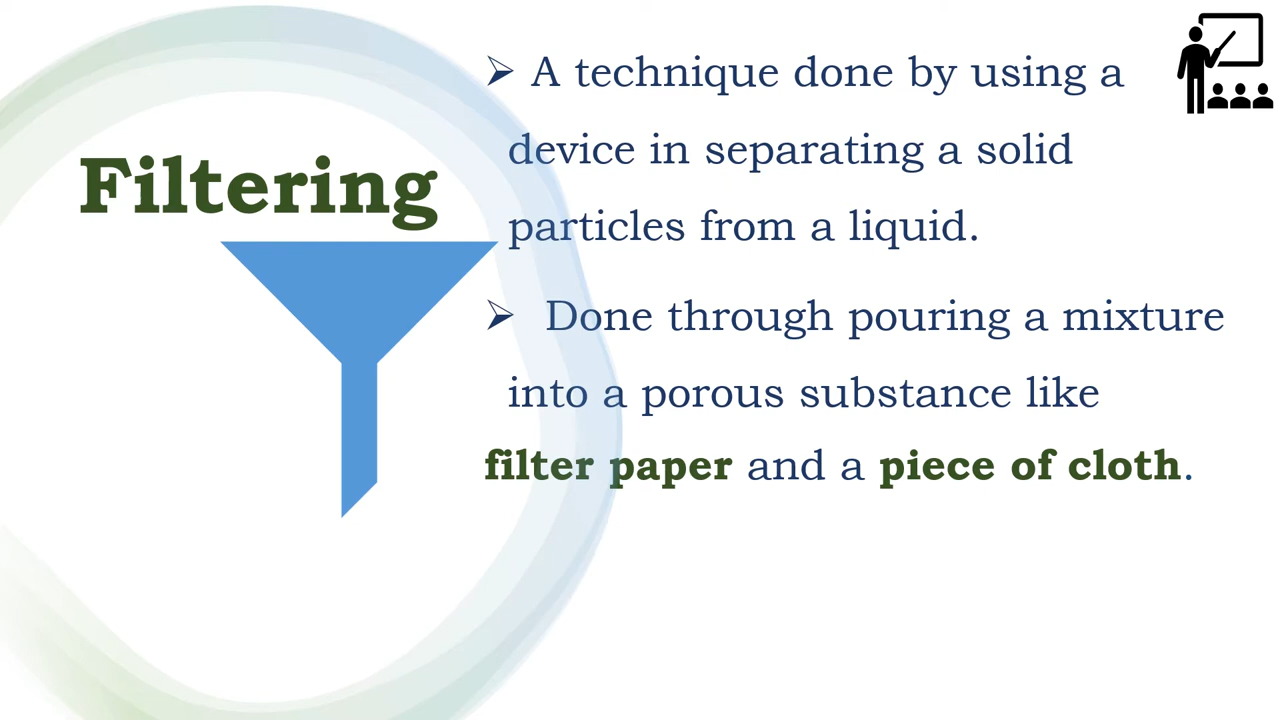 Filtering
➢ A technique done by using a
device in separating a solid
particles from a liquid.
➢ Done through pouring a mixture
into a porous substance like
filter paper and a piece of cloth.